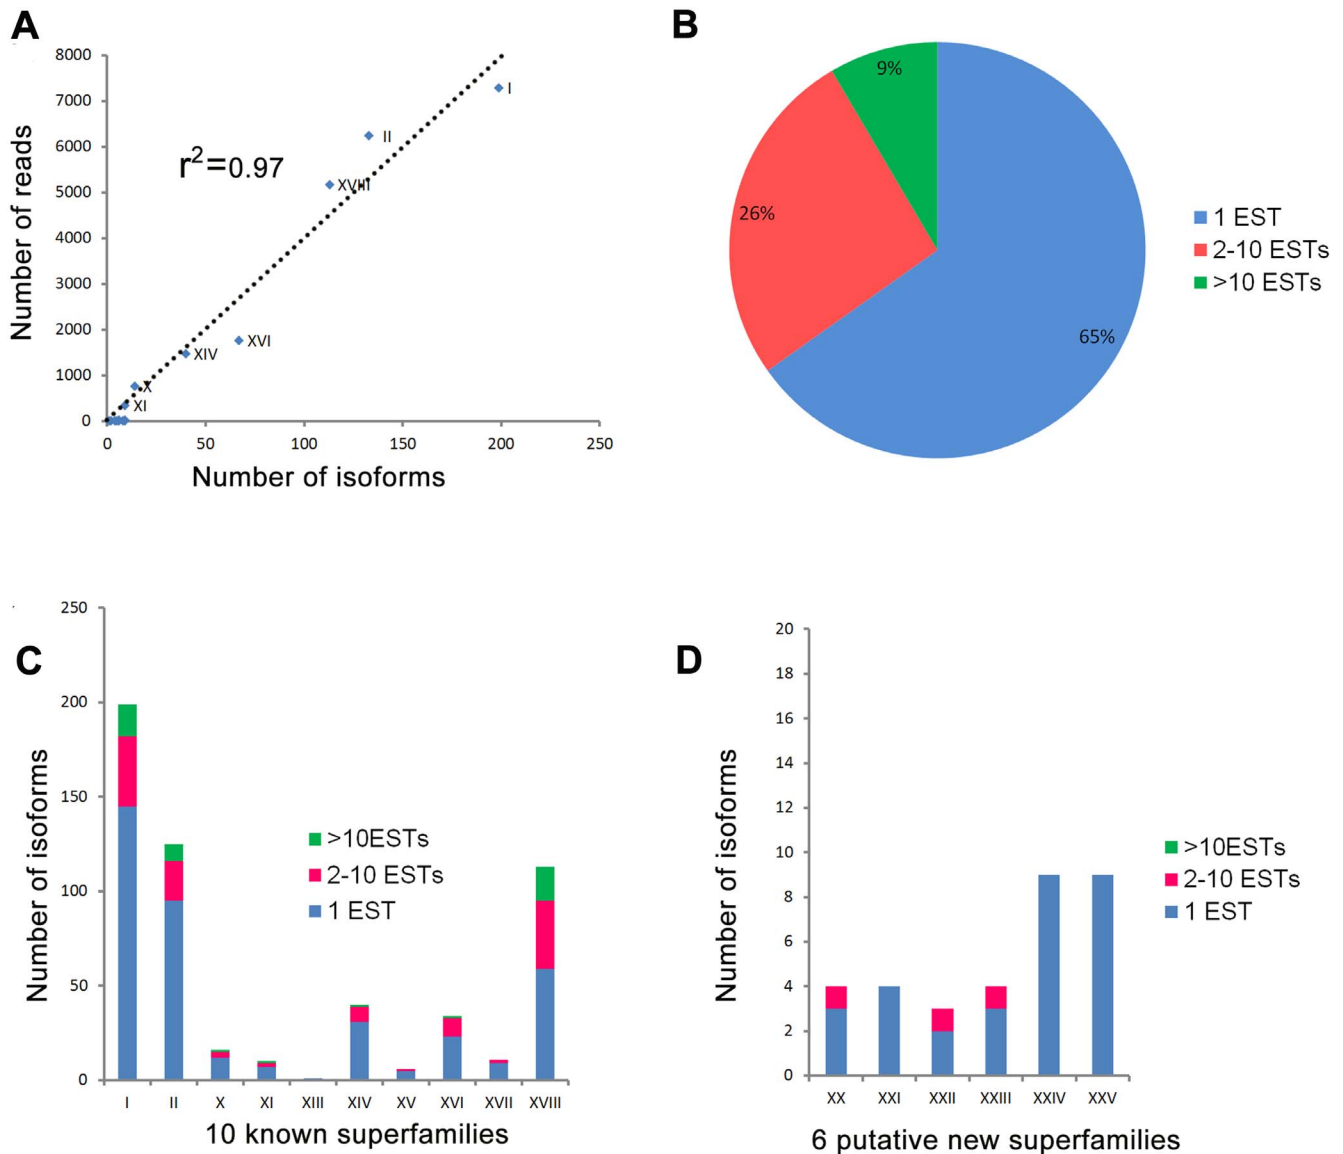 A
8000
7000
6000
5000
4000
3000
2000
1000
0
0 50 100 150 200 250
Number of reads
Number of isoforms
r²=0.97
I
II
XVIII
XVI
XIV
X
XI
B
9%
26%
65%
1 EST
2-10 ESTs
>10 ESTs
C
250
200
150
100
50
0
Number of isoforms
>10ESTs
2-10 ESTs
1 EST
I II X XI XIII XIV XV XVI XVII XVIII
10 known superfamilies
D
20
18
16
14
12
10
8
6
4
2
0
Number of isoforms
>10ESTs
2-10 ESTs
1 EST
XX XXI XXII XXIII XXIV XXV
6 putative new superfamilies